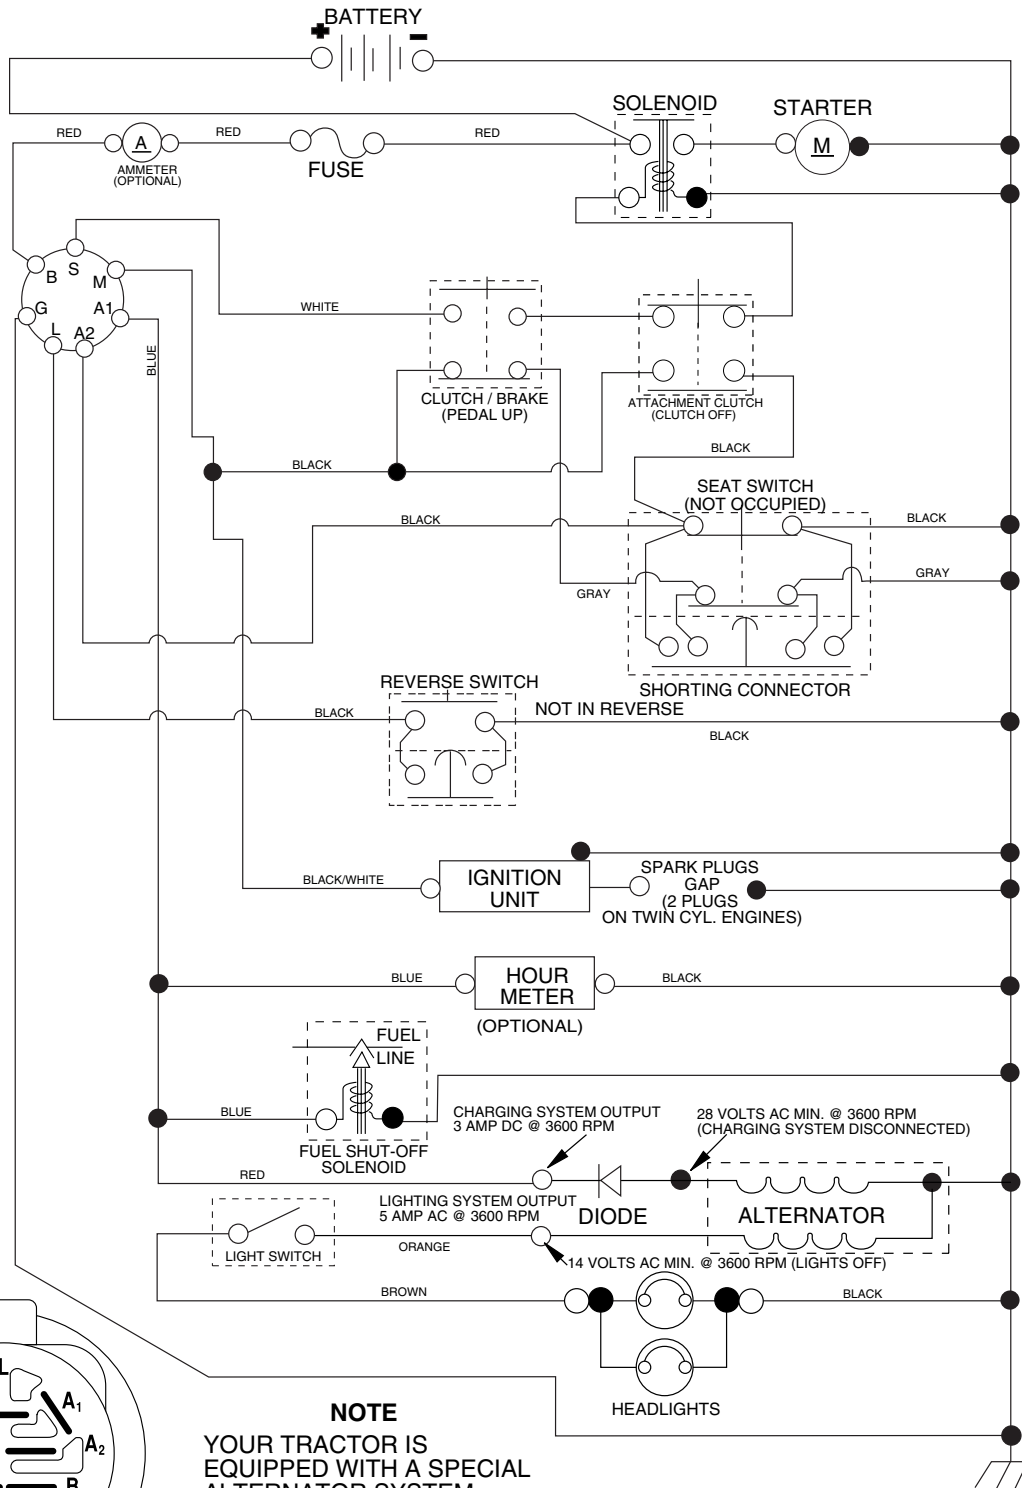 BATTERY
+ -
SOLENOID
STARTER
RED
RED
RED
A
M
AMMETER
(OPTIONAL)
FUSE
B
S
M
G
A1
L
A2
BLUE
WHITE
CLUTCH / BRAKE
(PEDAL UP)
ATTACHMENT CLUTCH
(CLUTCH OFF)
BLACK
BLACK
SEAT SWITCH
(NOT OCCUPIED)
BLACK
BLACK
GRAY
GRAY
SHORTING CONNECTOR
REVERSE SWITCH
BLACK
NOT IN REVERSE
BLACK
BLACK/WHITE
IGNITION
UNIT
SPARK PLUGS
GAP
(2 PLUGS
ON TWIN CYL. ENGINES)
BLUE
HOUR
METER
BLACK
(OPTIONAL)
FUEL
LINE
BLUE
FUEL SHUT-OFF
SOLENOID
CHARGING SYSTEM OUTPUT
3 AMP DC @ 3600 RPM
28 VOLTS AC MIN. @ 3600 RPM
(CHARGING SYSTEM DISCONNECTED)
RED
LIGHTING SYSTEM OUTPUT
5 AMP AC @ 3600 RPM
DIODE
ALTERNATOR
LIGHT SWITCH
ORANGE
14 VOLTS AC MIN. @ 3600 RPM (LIGHTS OFF)
BROWN
BLACK
HEADLIGHTS
L
A1
A2
B
NOTE
YOUR TRACTOR IS
EQUIPPED WITH A SPECIAL
ALTERNATOR SYSTEM